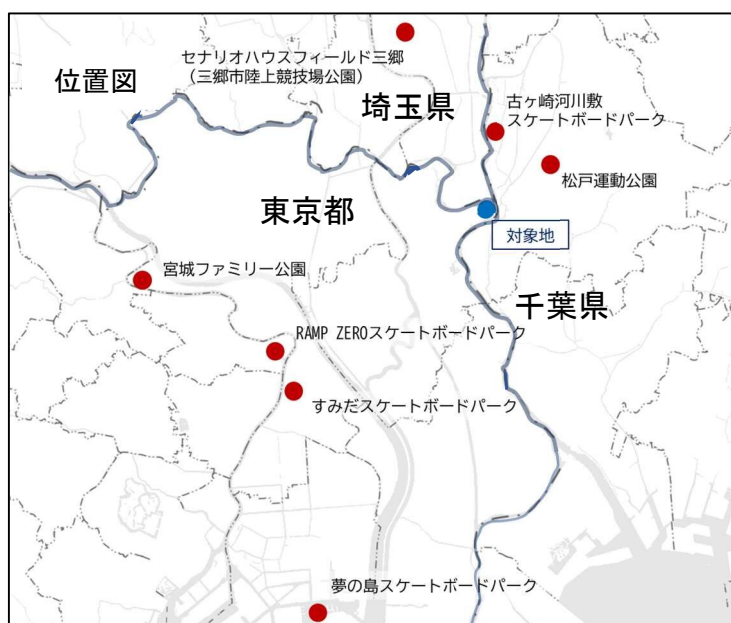 位置図
セナリオハウスフィールド三郷
（三郷市陸上競技場公園）
埼玉県
古ヶ崎河川敷
スケートボードパーク
松戸運動公園
東京都
対象地
宮城ファミリー公園
千葉県
RAMP ZEROスケートボードパーク
すみだスケートボードパーク
夢の島スケートボードパーク